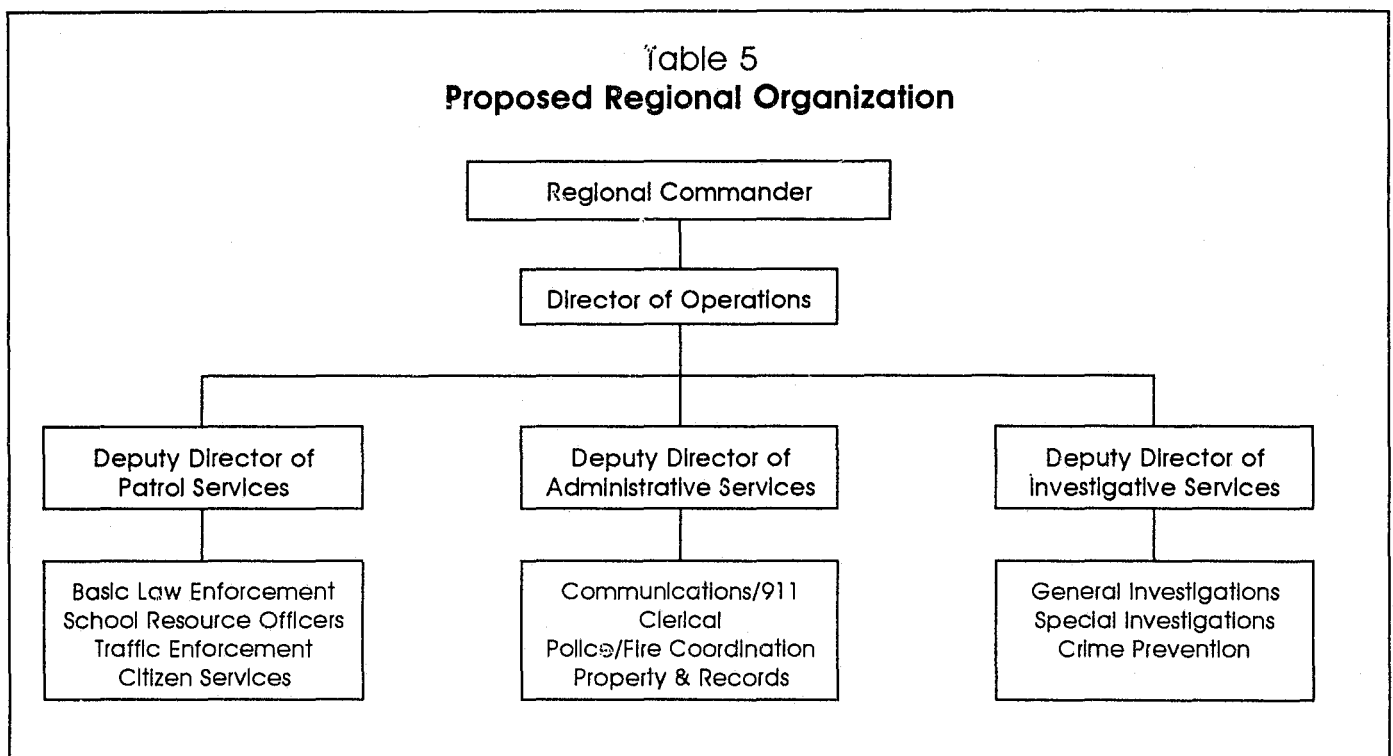 Table 5
Proposed Regional Organization
Regional Commander
Director of Operations
Deputy Director of
Patrol Services
Deputy Director of
Administrative Services
Deputy Director of
Investigative Services
Basic Law Enforcement
School Resource Officers
Traffic Enforcement
Citizen Services
Communications/911
Clerical
Police/Fire Coordination
Property & Records
General Investigations
Special Investigations
Crime Prevention